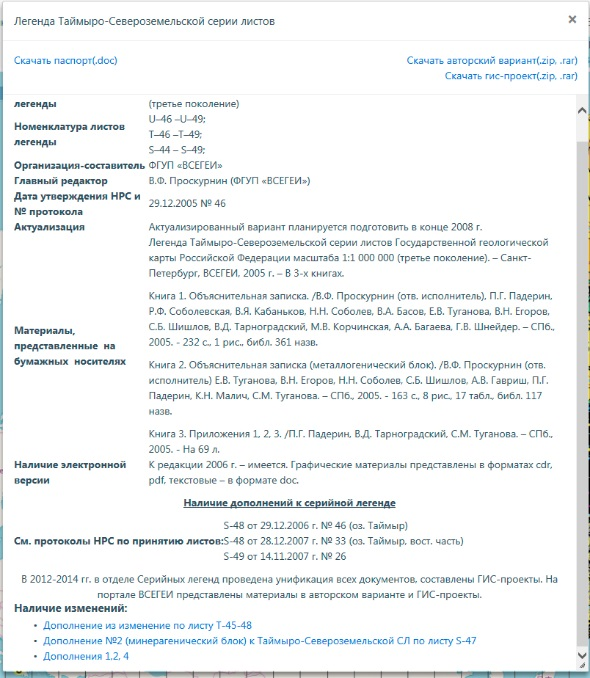 Легенда Таймыро-Североземельской серии листов
×
Скачать паспорт(.doc)
Скачать авторский вариант(.zip, .rar)
Скачать гис-проект(.zip, .rar)
легенды
(третье поколение)
Номенклатура листов
легенды
U–46 –U–49;
T–46 –T–49;
S–44 – S–49;
Организация-составитель ФГУП «ВСЕГЕИ»
Главный редактор
В.Ф. Проскурнин (ФГУП «ВСЕГЕИ»)
Дата утверждения НРС и
№ протокола
29.12.2005 № 46
Актуализация
Актуализированный вариант планируется подготовить в конце 2008 г.
Материалы,
представленные на
бумажных носителях
Легенда Таймыро-Североземельской серии листов Государственной геологической
карты Российской Федерации масштаба 1:1 000 000 (третье поколение). – Санкт-
Петербург, ВСЕГЕИ, 2005 г. – В 3-х книгах.
Книга 1. Объяснительная записка. /В.Ф. Проскурнин (отв. исполнитель), П.Г. Падерин,
Р.Ф. Соболевская, В.Я. Кабаньков, Н.Н. Соболев, В.А. Басов, Е.В. Туганова, В.Н. Егоров,
С.Б. Шишлов, В.Д. Тарноградский, М.В. Корчинская, А.А. Багаева, Г.В. Шнейдер. – СПб.,
2005. - 232 с., 1 рис., библ. 361 назв.
Книга 2. Объяснительная записка (металлогенический блок). /В.Ф. Проскурнин (отв.
исполнитель) Е.В. Туганова, В.Н. Егоров, Н.Н. Соболев, С.Б. Шишлов, А.В. Гавриш, П.Г.
Падерин, К.Н. Малич, С.М. Туганова. – СПб., 2005. - 163 с., 8 рис., 17 табл., библ. 117
назв.
Книга 3. Приложения 1, 2, 3. /П.Г. Падерин, В.Д. Тарноградский, С.М. Туганова. – СПб.,
2005. - На 69 л.
Наличие электронной
версии
К редакции 2006 г. – имеется. Графические материалы представлены в форматах cdr,
pdf, текстовые – в формате doc.
Наличие дополнений к серийной легенде
См. протоколы НРС по принятию листов:
S-48 от 29.12.2006 г. № 46 (оз. Таймыр)
S-48 от 28.12.2007 г. № 33 (оз. Таймыр, вост. часть)
S-49 от 14.11.2007 г. № 26
В 2012-2014 гг. в отделе Серийных легенд проведена унификация всех документов, составлены ГИС-проекты. На
портале ВСЕГЕИ представлены материалы в авторском варианте и ГИС-проекты.
Наличие изменений:
• Дополнение из изменение по листу Т-45-48
• Дополнение №2 (минерагенический блок) к Таймыро-Североземельской СЛ по листу S-47
• Дополнения 1,2, 4